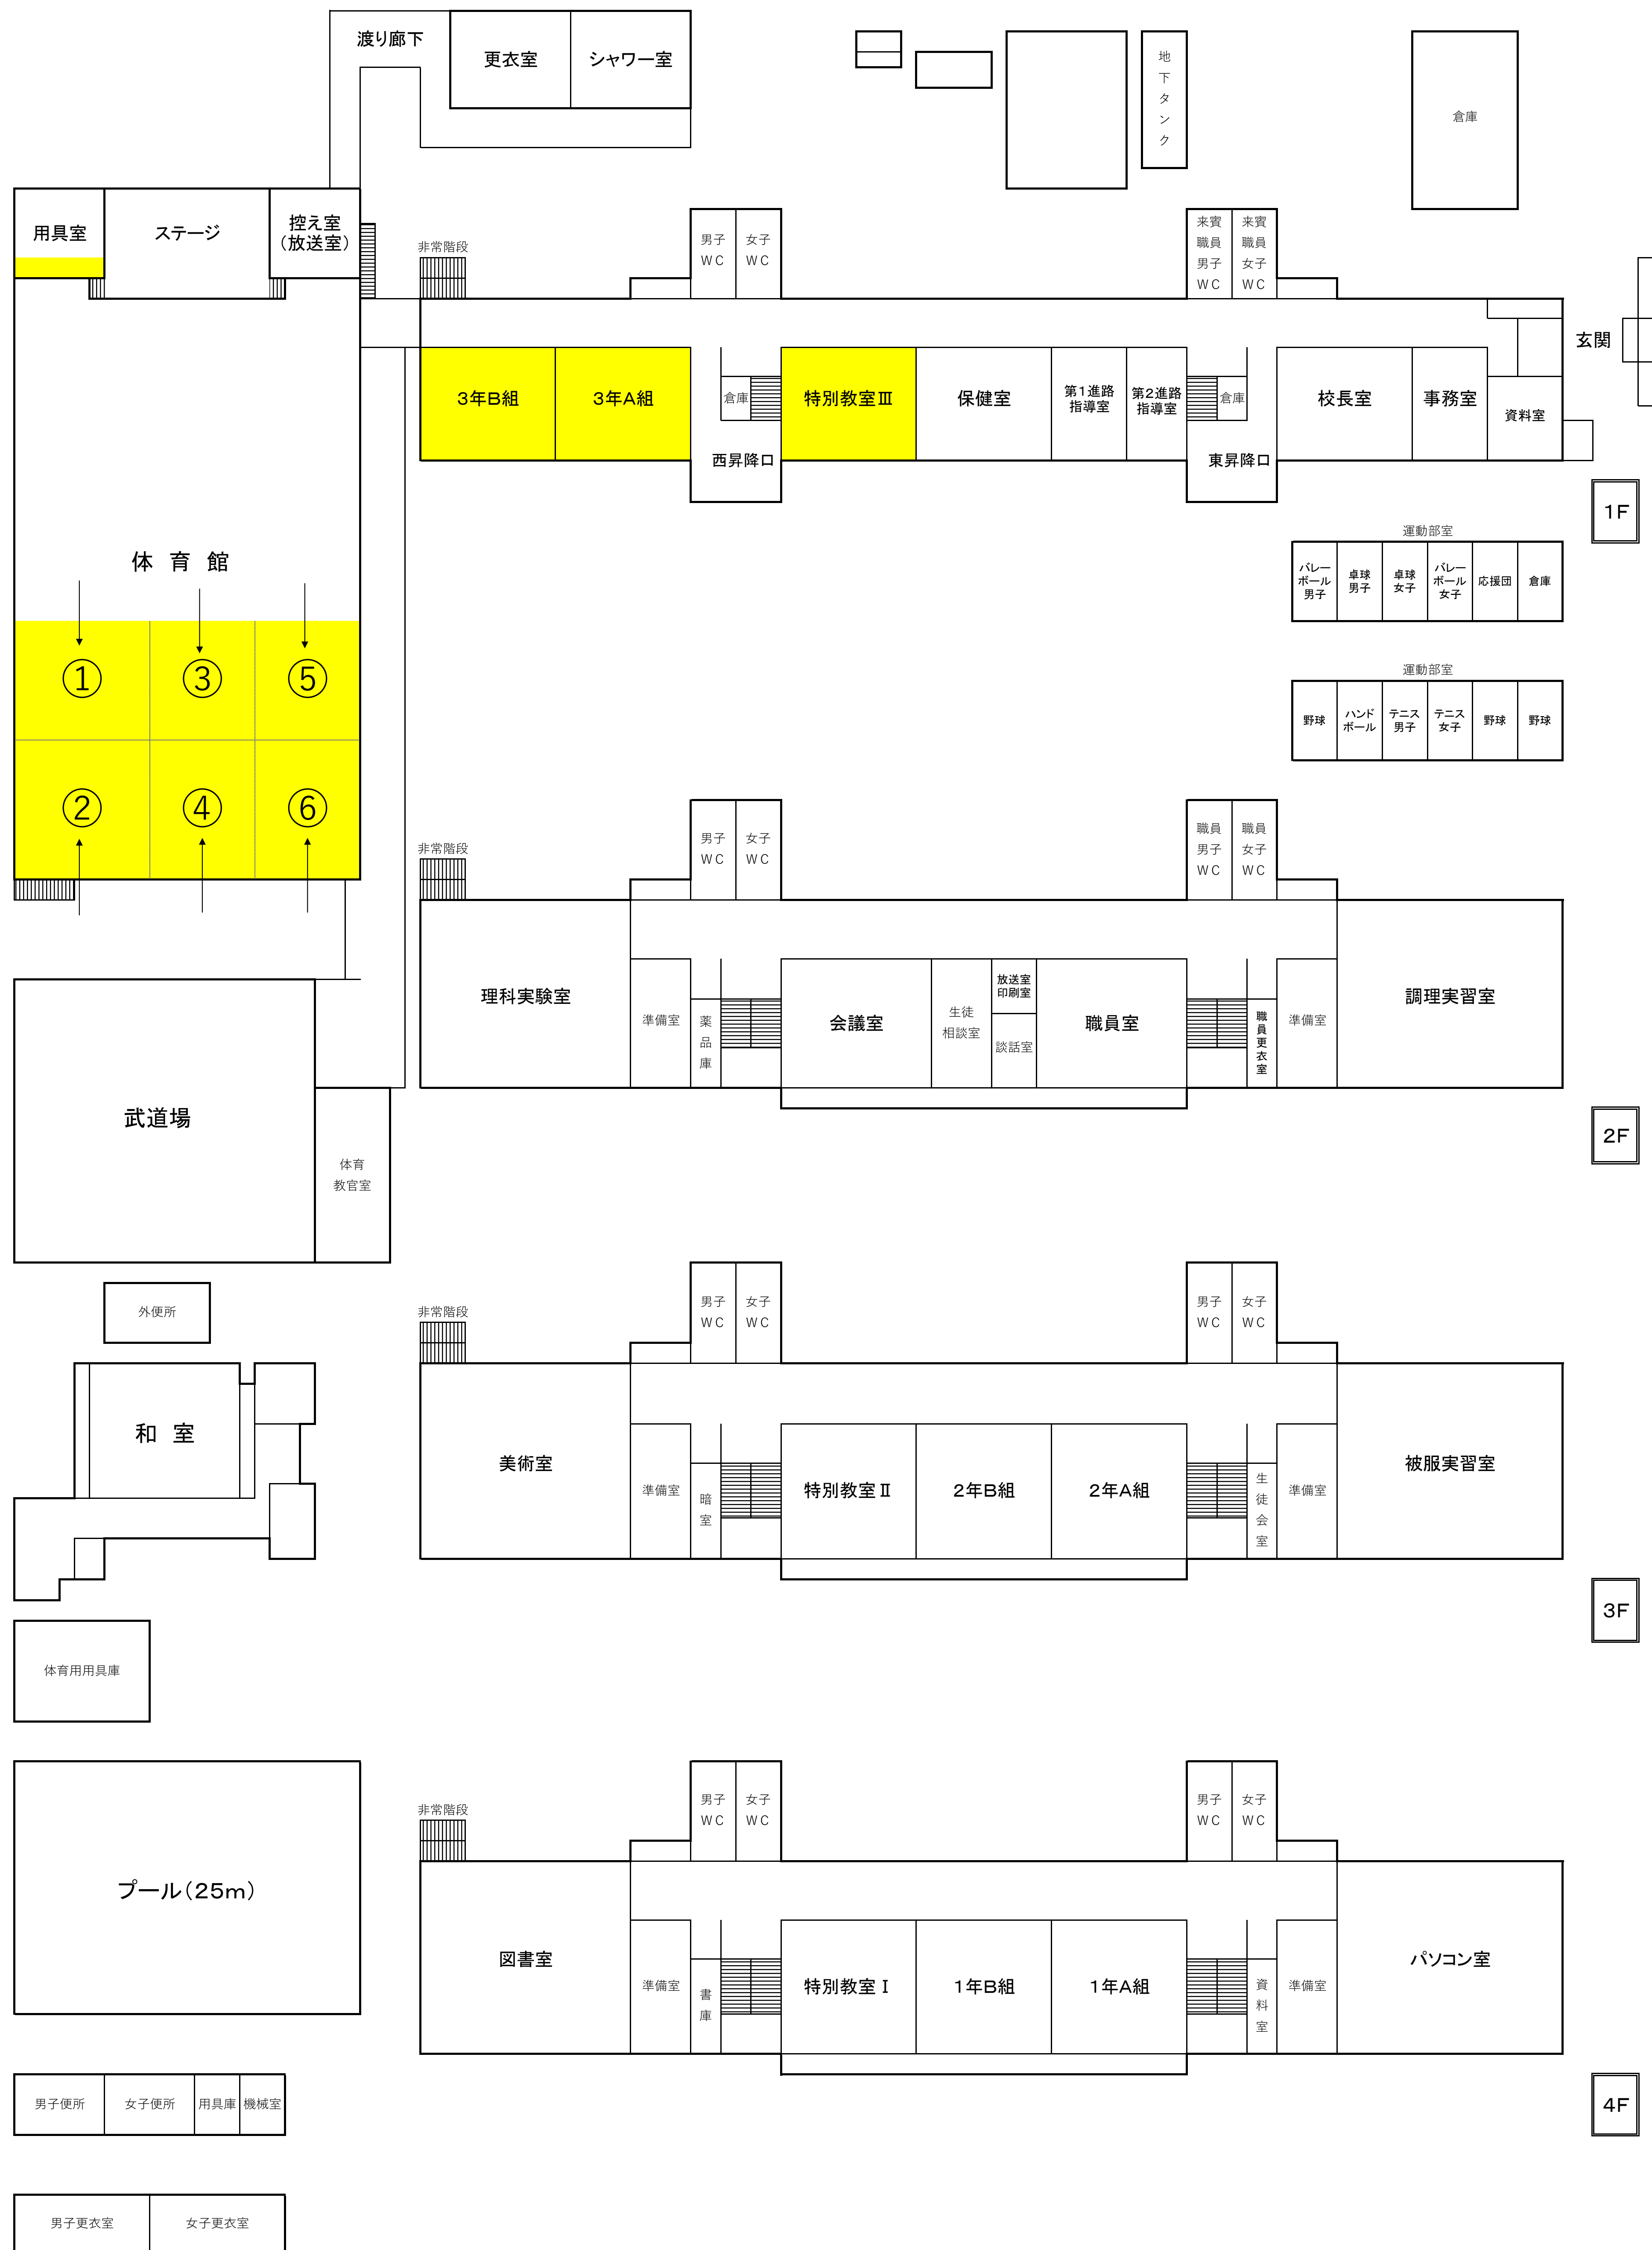 渡り廊下
更衣室
シャワー室
地下タンク
倉庫
用具室
ステージ
控え室
（放送室）
非常階段
男子
ＷＣ
女子
ＷＣ
来賓
職員
男子
ＷＣ
来賓
職員
女子
ＷＣ
玄関
３年Ｂ組
３年Ａ組
倉庫
西昇降口
特別教室Ⅲ
保健室
第１進路
指導室
第２進路
指導室
倉庫
東昇降口
校長室
事務室
資料室
１Ｆ
体 育 館
①
③
⑤
②
④
⑥
運動部室
バレー
ボール
男子
卓球
男子
卓球
女子
バレー
ボール
女子
応援団
倉庫
運動部室
野球
ハンド
ボール
テニス
男子
テニス
女子
野球
野球
非常階段
男子
ＷＣ
女子
ＷＣ
職員
男子
ＷＣ
職員
女子
ＷＣ
理科実験室
準備室
薬品庫
会議室
生徒
相談室
放送室
印刷室
談話室
職員室
職員更衣室
準備室
調理実習室
２Ｆ
武道場
体育
教官室
外便所
和 室
体育用用具庫
非常階段
男子
ＷＣ
女子
ＷＣ
男子
ＷＣ
女子
ＷＣ
美術室
準備室
暗室
特別教室Ⅱ
２年Ｂ組
２年Ａ組
生徒会室
準備室
被服実習室
３Ｆ
プール（２５ｍ）
非常階段
男子
ＷＣ
女子
ＷＣ
男子
ＷＣ
女子
ＷＣ
図書室
準備室
書庫
特別教室Ⅰ
１年Ｂ組
１年Ａ組
資料室
準備室
パソコン室
４Ｆ
男子便所
女子便所
用具庫
機械室
男子更衣室
女子更衣室